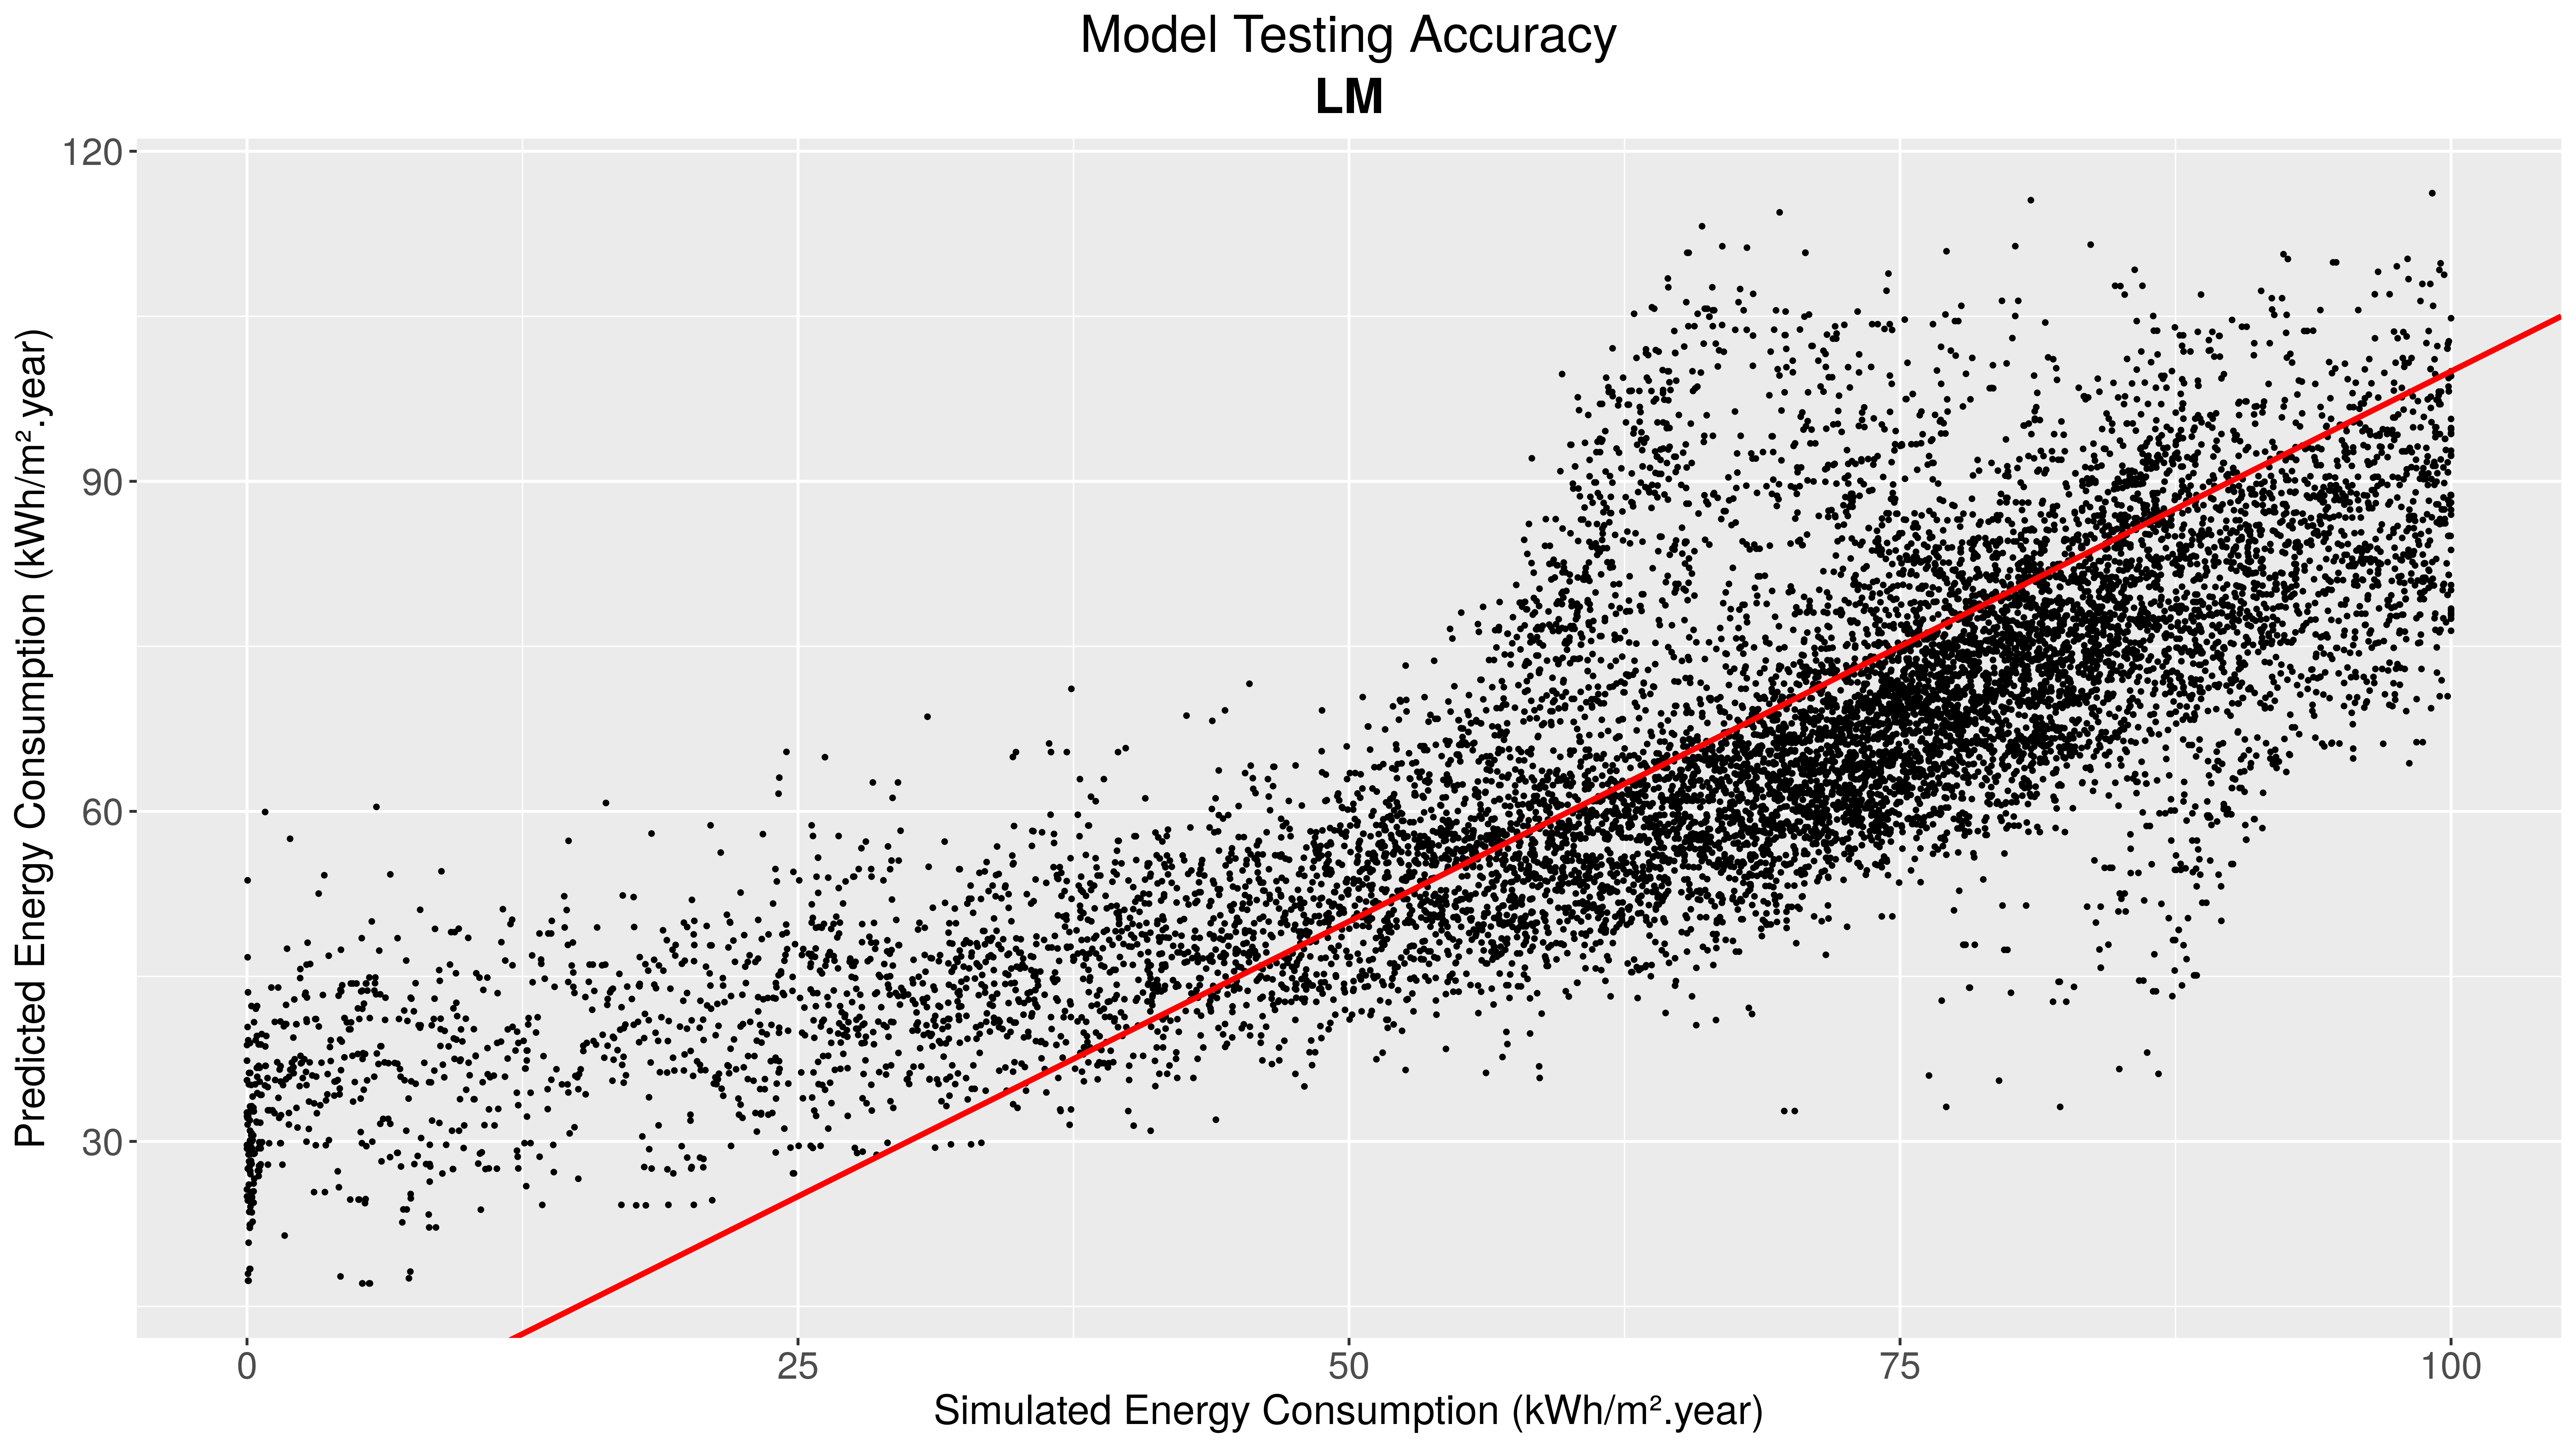 Model Testing Accuracy
LM
Predicted Energy Consumption (kWh/m².year)
120
90
60
30
0 25 50 75 100
Simulated Energy Consumption (kWh/m².year)